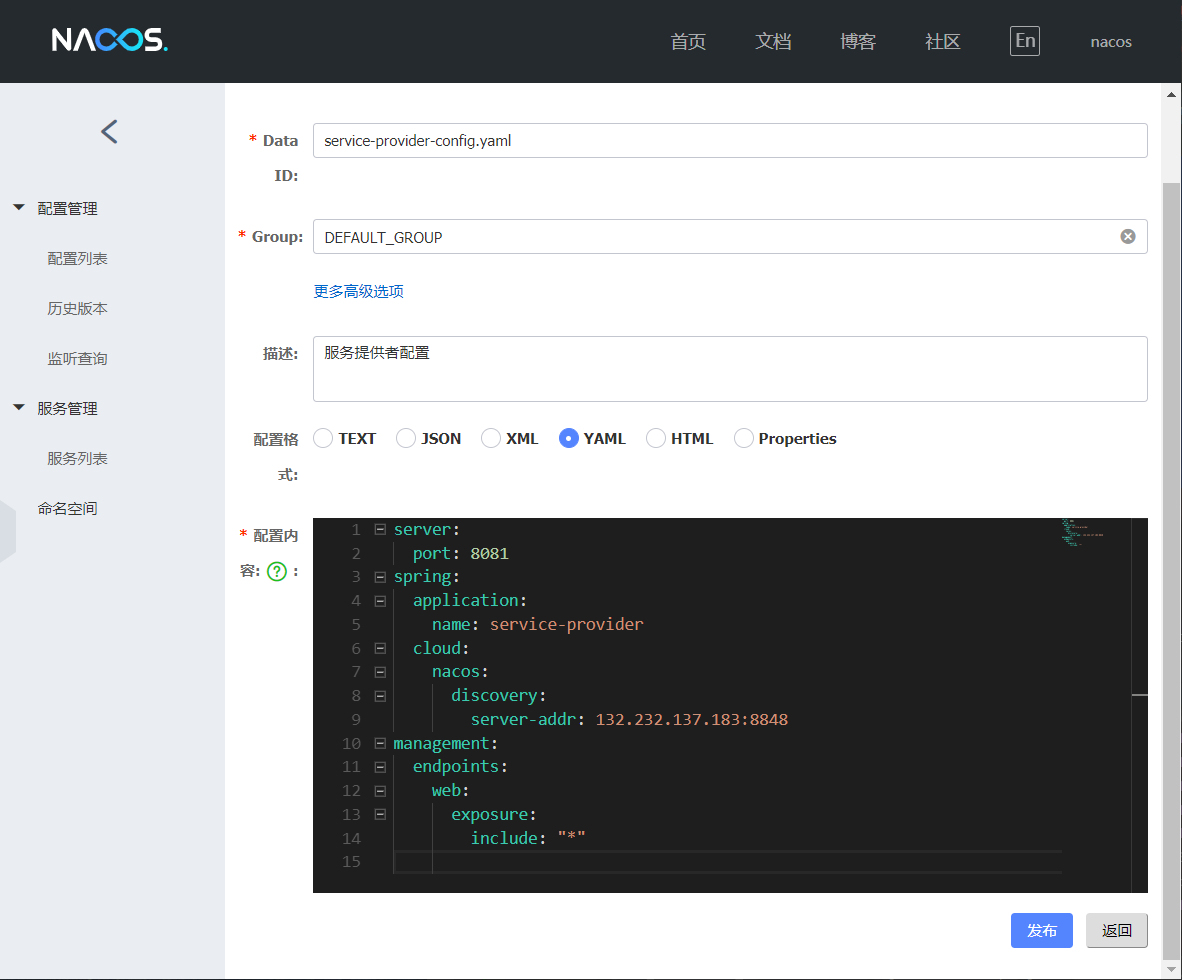 NACOS.
首页 文档 博客 社区 En nacos
* Data ID:
service-provider-config.yaml
配置管理
* Group:
DEFAULT_GROUP
配置列表
更多高级选项
历史版本
描述:
服务提供者配置
监听查询
服务管理
配置格式:
TEXT JSON XML YAML HTML Properties
服务列表
命名空间
* 配置内容: ? :
1 server:
2   port: 8081
3 spring:
4   application:
5     name: service-provider
6   cloud:
7     nacos:
8       discovery:
9         server-addr: 132.232.137.183:8848
10 management:
11   endpoints:
12     web:
13       exposure:
14         include: "*"
15
发布 返回